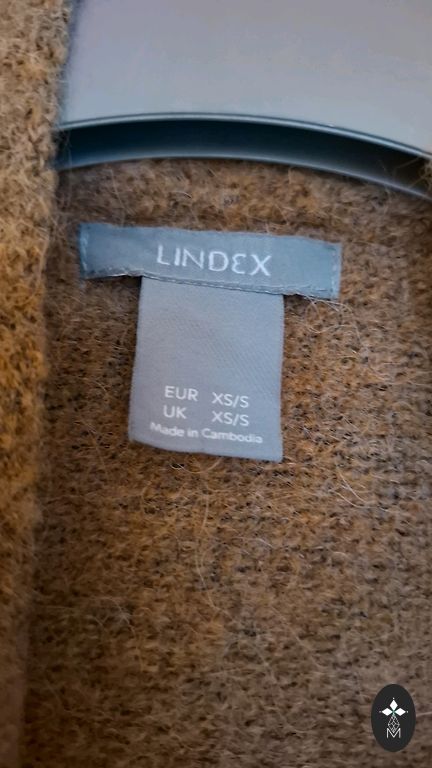 LINDEX
EUR XS/S
UK XS/S
Made in Cambodia
M